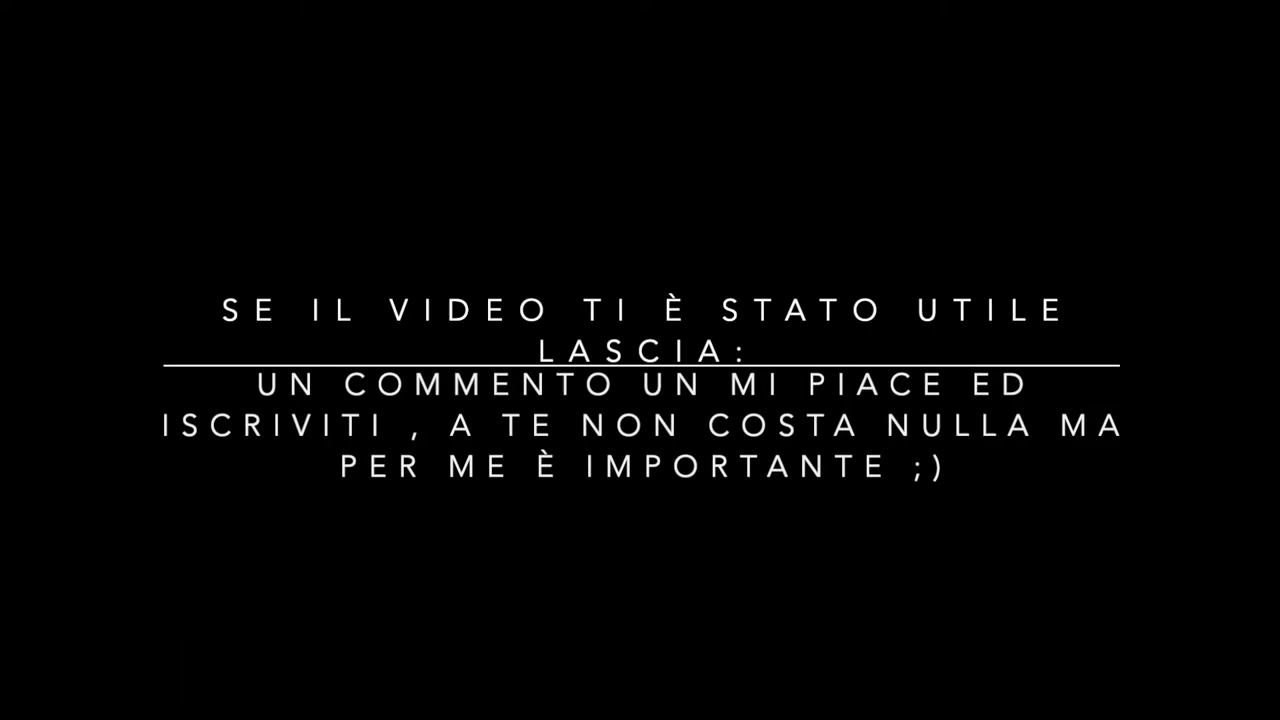 SE IL VIDEO TI È STATO UTILE
LASCIA:
UN COMMENTO UN MI PIACE ED
ISCRIVITI , A TE NON COSTA NULLA MA
PER ME È IMPORTANTE ;)